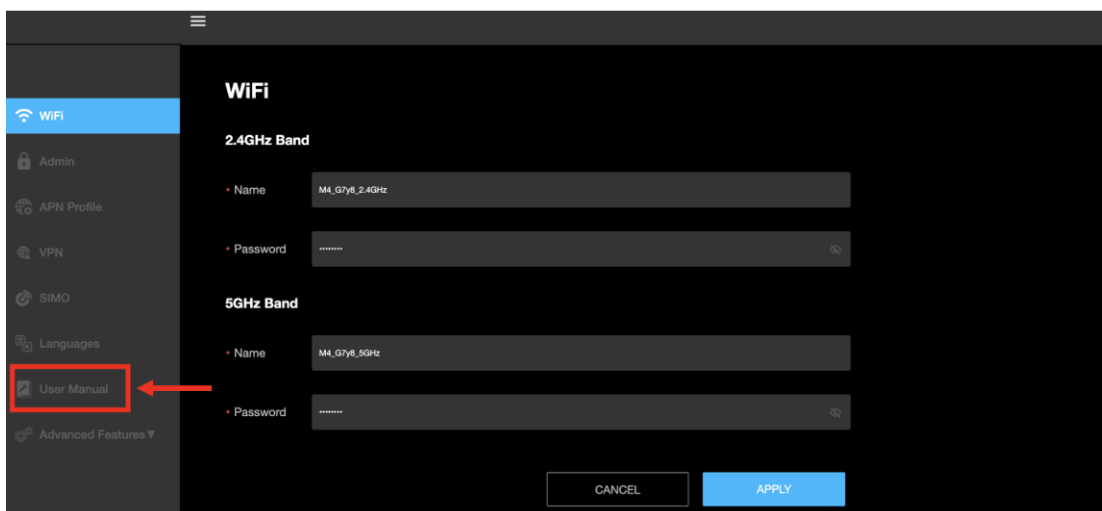 WiFi
WiFi
2.4GHz Band
Admin
• Name M4_G7y8_2.4GHz
APN Profile
• Password ••••••••
VPN
SIMO
5GHz Band
Languages
• Name M4_G7y8_5GHz
User Manual
• Password ••••••••
Advanced Features▼
CANCEL APPLY